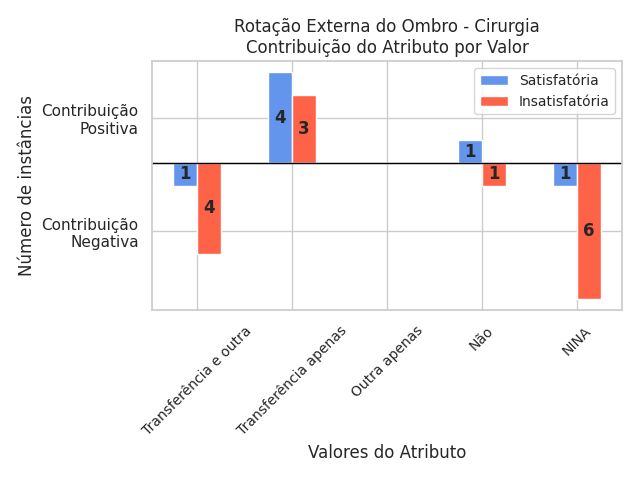 Rotação Externa do Ombro - Cirurgia
Contribuição do Atributo por Valor
Satisfatória
Insatisfatória
Número de instâncias
Contribuição
Positiva
Contribuição
Negativa
1
4
4
3
1
1
1
6
Transferência e outra
Transferência apenas
Outra apenas
Não
NINA
Valores do Atributo